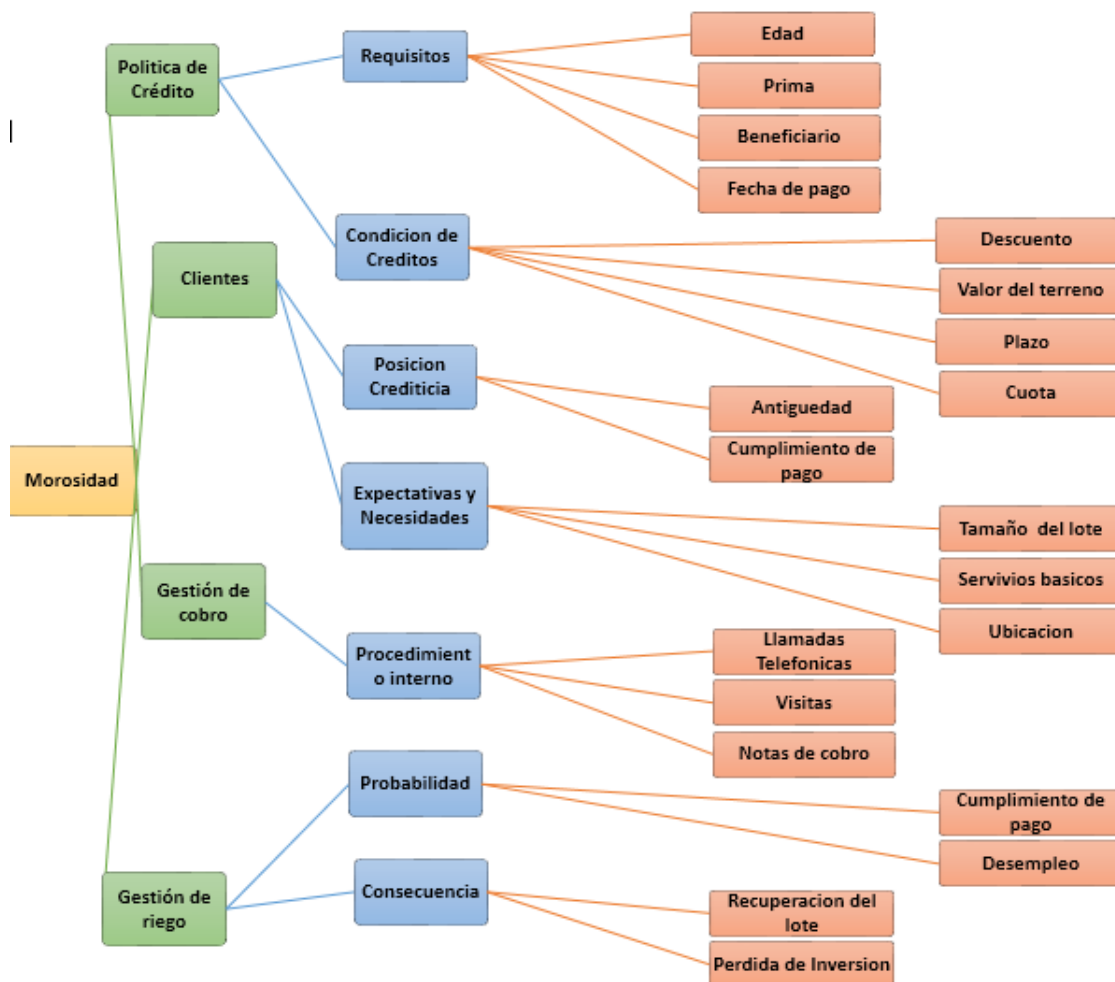 Politica de
Crédito
Requisitos
Edad
Prima
Beneficiario
Fecha de pago
Condicion de
Creditos
Descuento
Valor del terreno
Plazo
Cuota
Clientes
Posicion
Crediticia
Antiguedad
Cumplimiento de
pago
Expectativas y
Necesidades
Tamaño del lote
Servivios basicos
Ubicacion
Morosidad
Gestión de
cobro
Procedimient
o interno
Llamadas
Telefonicas
Visitas
Notas de cobro
Gestión de
riego
Probabilidad
Cumplimiento de
pago
Desempleo
Consecuencia
Recuperacion del
lote
Perdida de Inversion